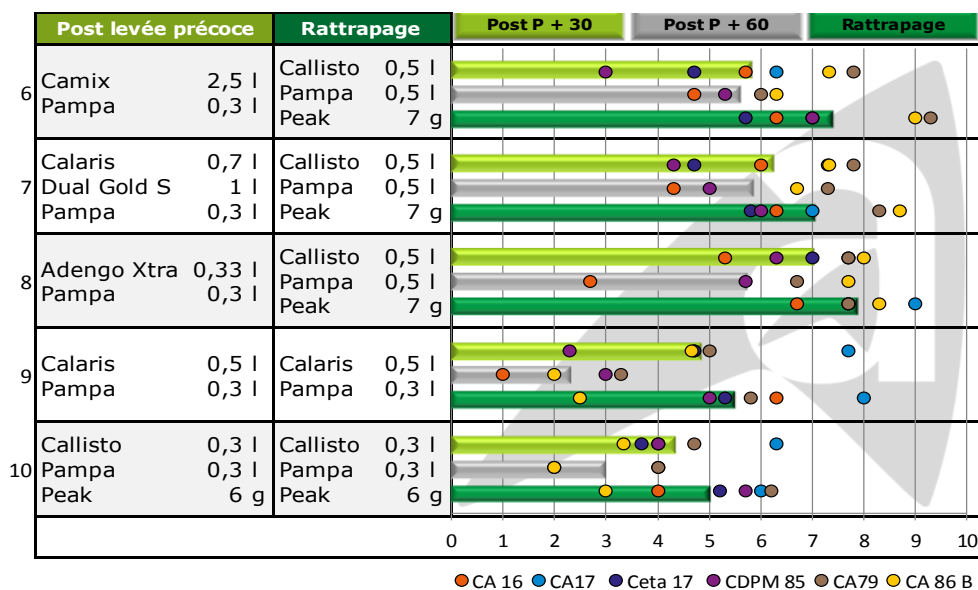 Post levée précoce Rattrapage Post P + 30 Post P + 60 Rattrapage
6 Camix 2,5 l Callisto 0,5 l
Pampa 0,3 l Pampa 0,5 l
Peak 7 g
7 Calaris 0,7 l Callisto 0,5 l
Dual Gold S 1 l Pampa 0,5 l
Pampa 0,3 l Peak 7 g
8 Adengo Xtra 0,33 l Callisto 0,5 l
Pampa 0,3 l Pampa 0,5 l
Peak 7 g
9 Calaris 0,5 l Calaris 0,5 l
Pampa 0,3 l Pampa 0,3 l
10 Callisto 0,3 l Callisto 0,3 l
Pampa 0,3 l Pampa 0,3 l
Peak 6 g Peak 6 g
0 1 2 3 4 5 6 7 8 9 10
CA 16 CA17 Ceta 17 CDPM 85 CA79 CA 86 B